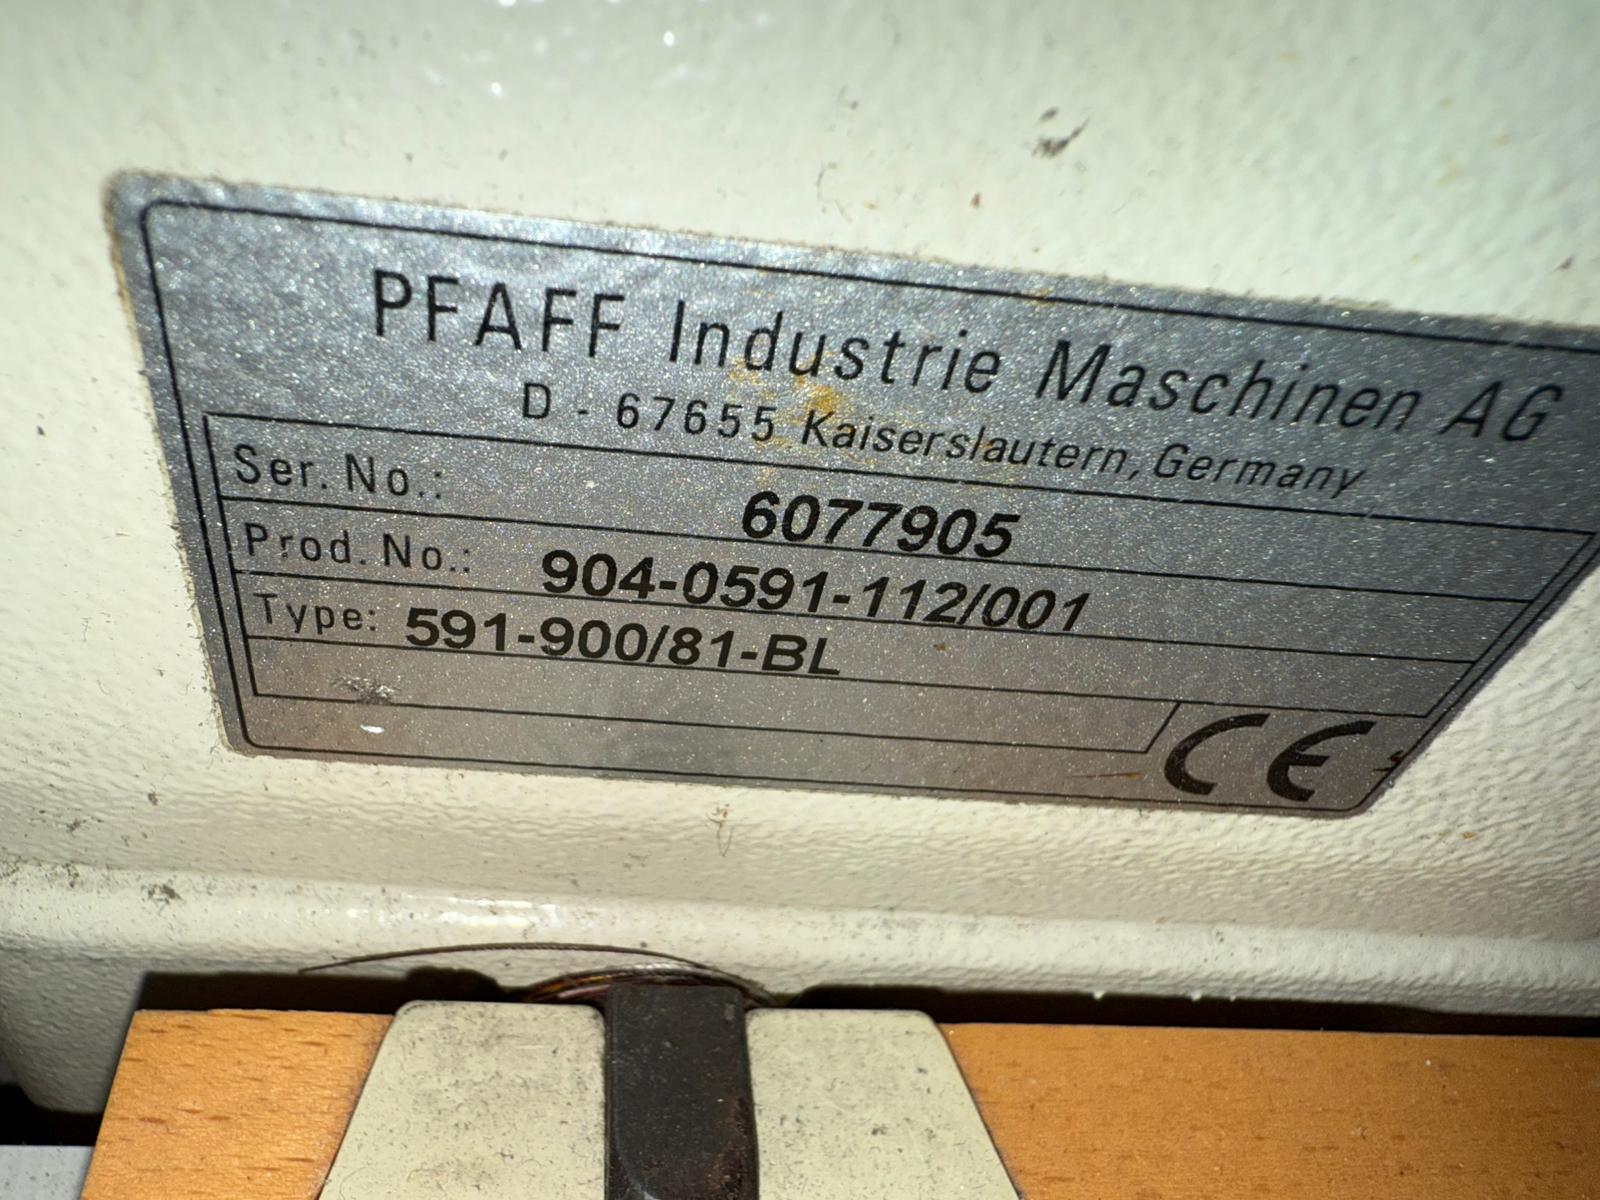 PFAFF Industrie Maschinen AG
D - 67655 Kaiserslautern, Germany
Ser. No.: 6077905
Prod. No.: 904-0591-112/001
Type: 591-900/81-BL
CE